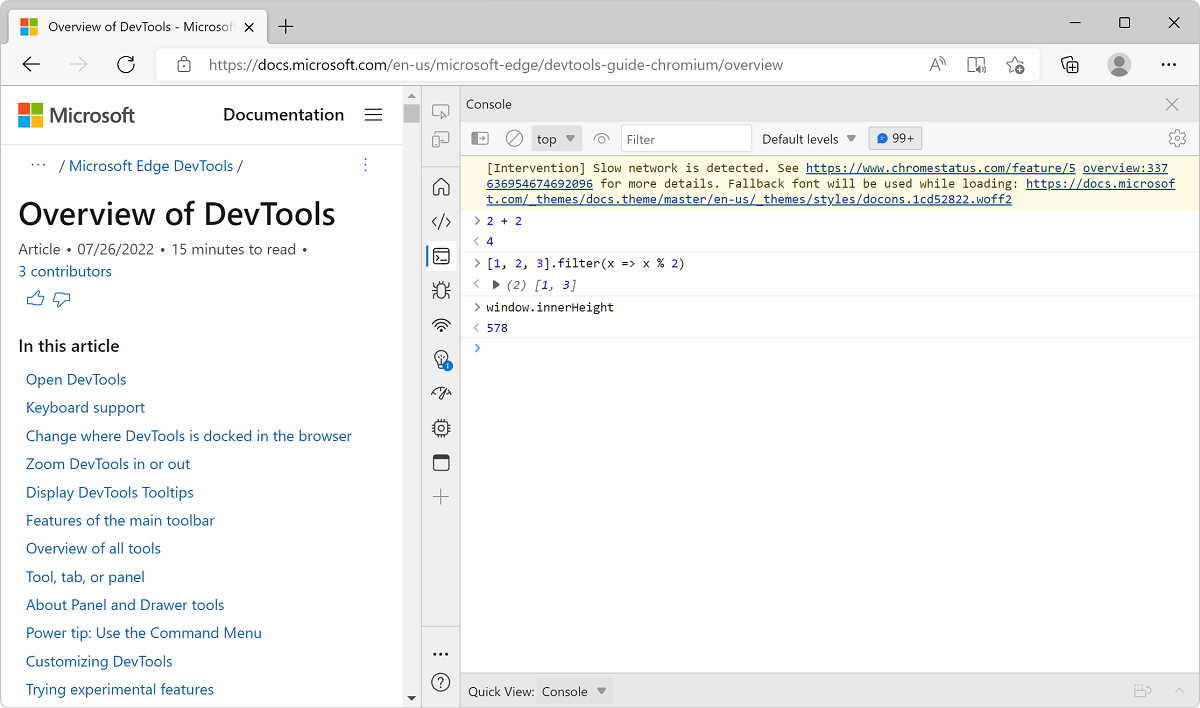 Overview of DevTools - Microsof
https://docs.microsoft.com/en-us/microsoft-edge/devtools-guide-chromium/overview
Microsoft
Documentation
... / Microsoft Edge DevTools /
Overview of DevTools
Article • 07/26/2022 • 15 minutes to read •
3 contributors
In this article
Open DevTools
Keyboard support
Change where DevTools is docked in the browser
Zoom DevTools in or out
Display DevTools Tooltips
Features of the main toolbar
Overview of all tools
Tool, tab, or panel
About Panel and Drawer tools
Power tip: Use the Command Menu
Customizing DevTools
Trying experimental features
Console
top
Filter
Default levels
99+
[Intervention] Slow network is detected. See https://www.chromestatus.com/feature/5 overview:337
636954674692096 for more details. Fallback font will be used while loading: https://docs.microsof
t.com/_themes/docs.theme/master/en-us/_themes/styles/docons.1cd52822.woff2
> 2 + 2
< 4
> [1, 2, 3].filter(x => x % 2)
< ▶ (2) [1, 3]
> window.innerHeight
< 578
>
Quick View: Console